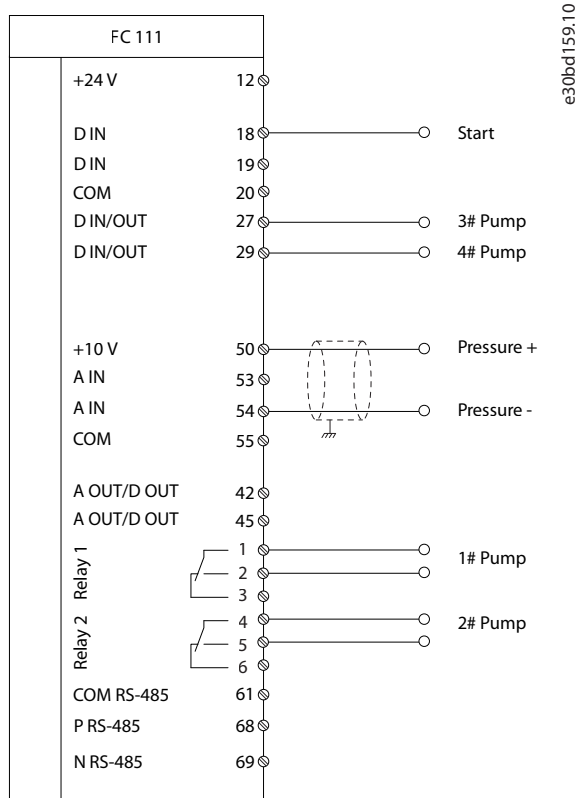 FC 111
e30bd159.10
+24 V 12
D IN 18 Start
D IN 19
COM 20
D IN/OUT 27 3# Pump
D IN/OUT 29 4# Pump
+10 V 50 Pressure +
A IN 53
A IN 54 Pressure -
COM 55
A OUT/D OUT 42
A OUT/D OUT 45
Relay 1
1
2
3
1# Pump
Relay 2
4
5
6
2# Pump
COM RS-485 61
P RS-485 68
N RS-485 69